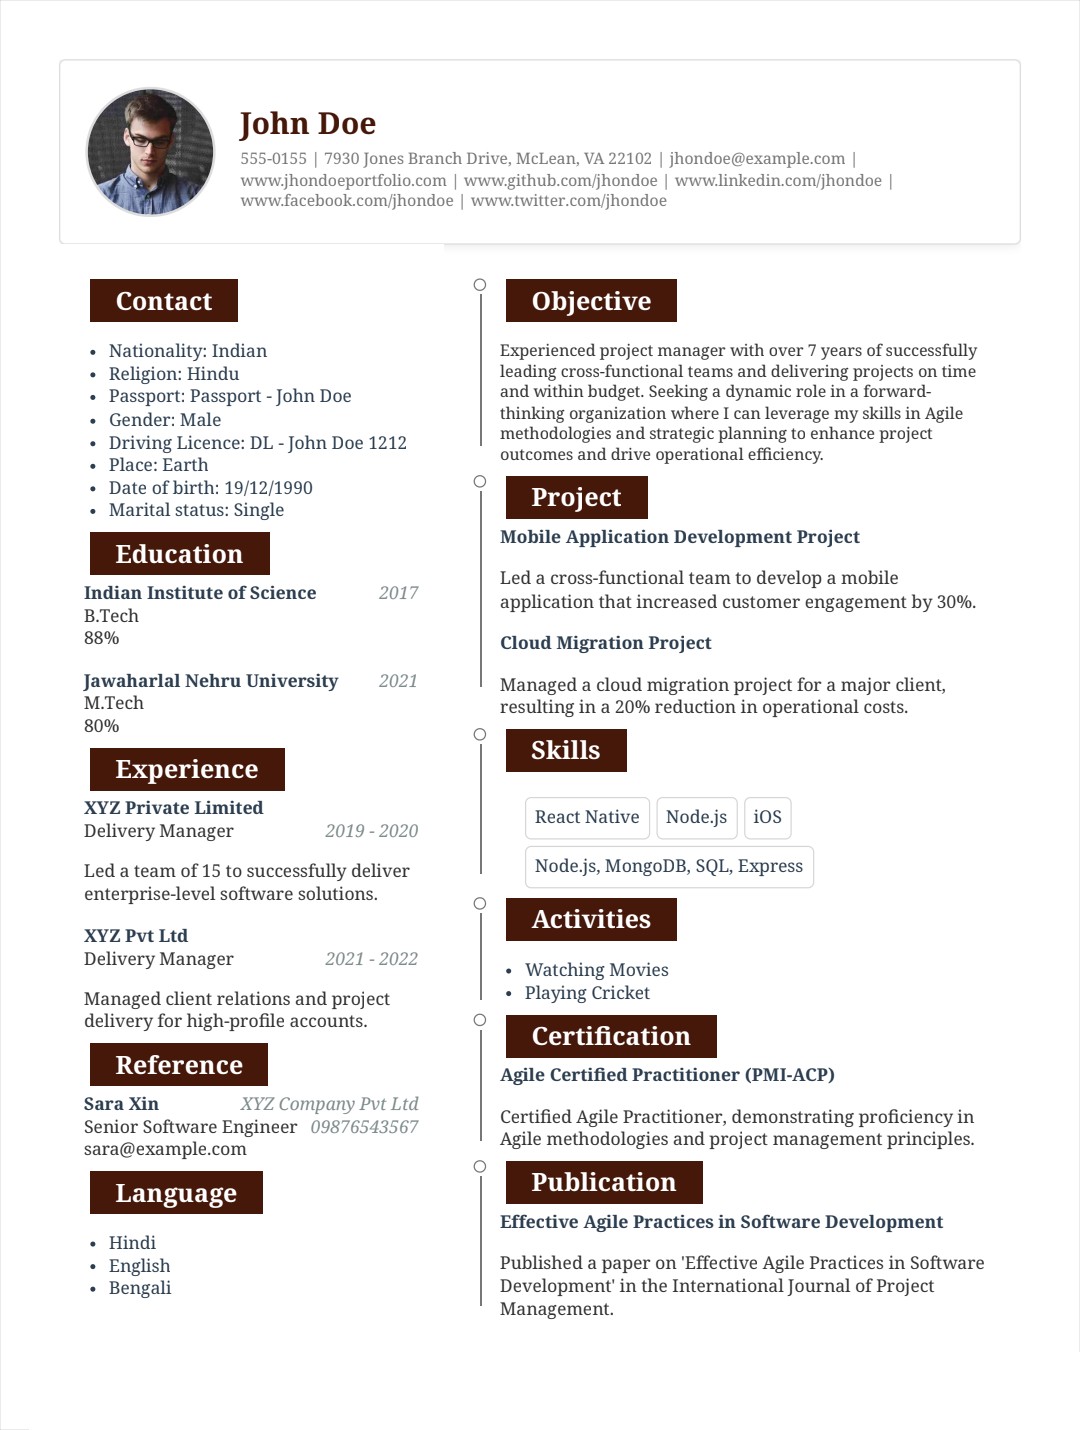 John Doe
555-0155 | 7930 Jones Branch Drive, McLean, VA 22102 | jhondoe@example.com |
www.jhondoeportfolio.com | www.github.com/jhondoe | www.linkedin.com/jhondoe |
www.facebook.com/jhondoe | www.twitter.com/jhondoe
Contact
• Nationality: Indian
• Religion: Hindu
• Passport: Passport - John Doe
• Gender: Male
• Driving Licence: DL - John Doe 1212
• Place: Earth
• Date of birth: 19/12/1990
• Marital status: Single
Education
Indian Institute of Science 2017
B.Tech
88%
Jawaharlal Nehru University 2021
M.Tech
80%
Experience
XYZ Private Limited
Delivery Manager 2019 - 2020
Led a team of 15 to successfully deliver
enterprise-level software solutions.
XYZ Pvt Ltd
Delivery Manager 2021 - 2022
Managed client relations and project
delivery for high-profile accounts.
Reference
Sara Xin XYZ Company Pvt Ltd
Senior Software Engineer 09876543567
sara@example.com
Language
• Hindi
• English
• Bengali
Objective
Experienced project manager with over 7 years of successfully
leading cross-functional teams and delivering projects on time
and within budget. Seeking a dynamic role in a forward-
thinking organization where I can leverage my skills in Agile
methodologies and strategic planning to enhance project
outcomes and drive operational efficiency.
Project
Mobile Application Development Project
Led a cross-functional team to develop a mobile
application that increased customer engagement by 30%.
Cloud Migration Project
Managed a cloud migration project for a major client,
resulting in a 20% reduction in operational costs.
Skills
React Native Node.js iOS
Node.js, MongoDB, SQL, Express
Activities
• Watching Movies
• Playing Cricket
Certification
Agile Certified Practitioner (PMI-ACP)
Certified Agile Practitioner, demonstrating proficiency in
Agile methodologies and project management principles.
Publication
Effective Agile Practices in Software Development
Published a paper on 'Effective Agile Practices in Software
Development' in the International Journal of Project
Management.